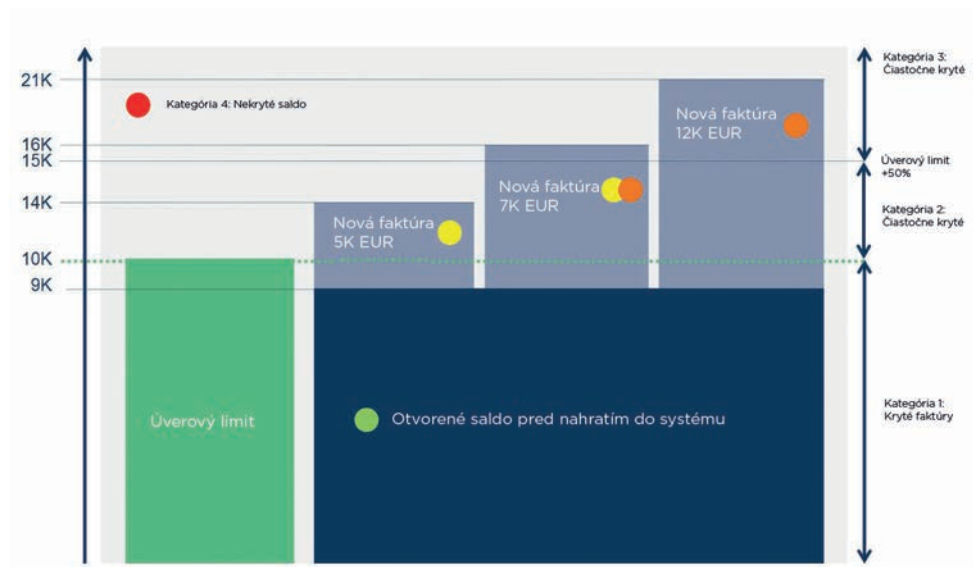 21K
16K
15K
14K
10K
9K
Kategória 4: Nekryté saldo
Úverový limit
Nová faktúra
5K EUR
Nová faktúra
7K EUR
Nová faktúra
12K EUR
Otvorené saldo pred nahratím do systému
Kategória 3:
Čiastočne kryté
Úverový limit
+50%
Kategória 2:
Čiastočne kryté
Kategória 1:
Kryté faktúry